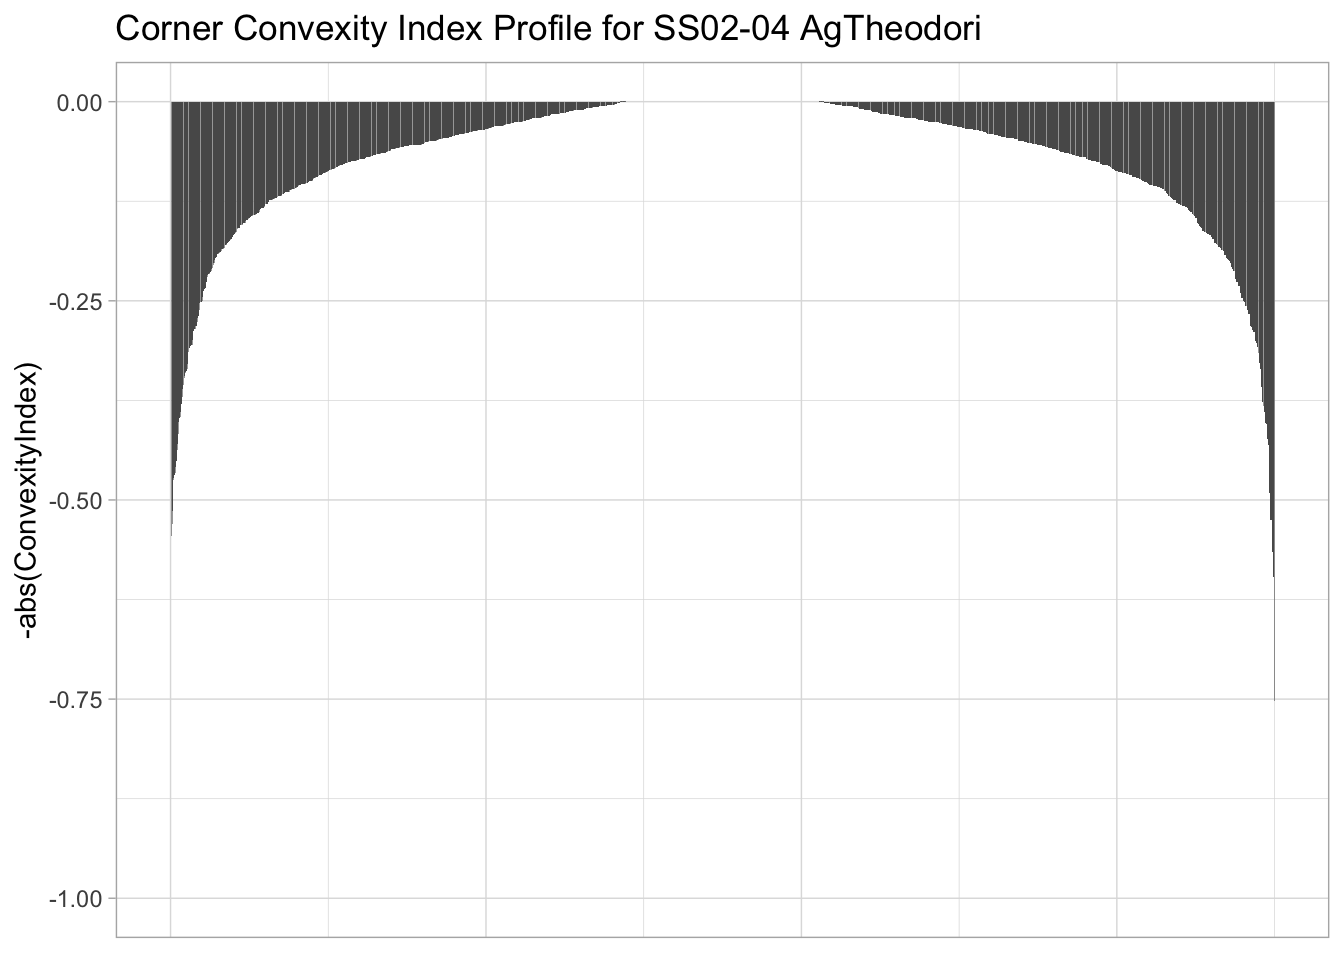 Corner Convexity Index Profile for SS02-04 AgTheodori
0.00
-0.25
-0.50
-0.75
-1.00
-abs(ConvexityIndex)